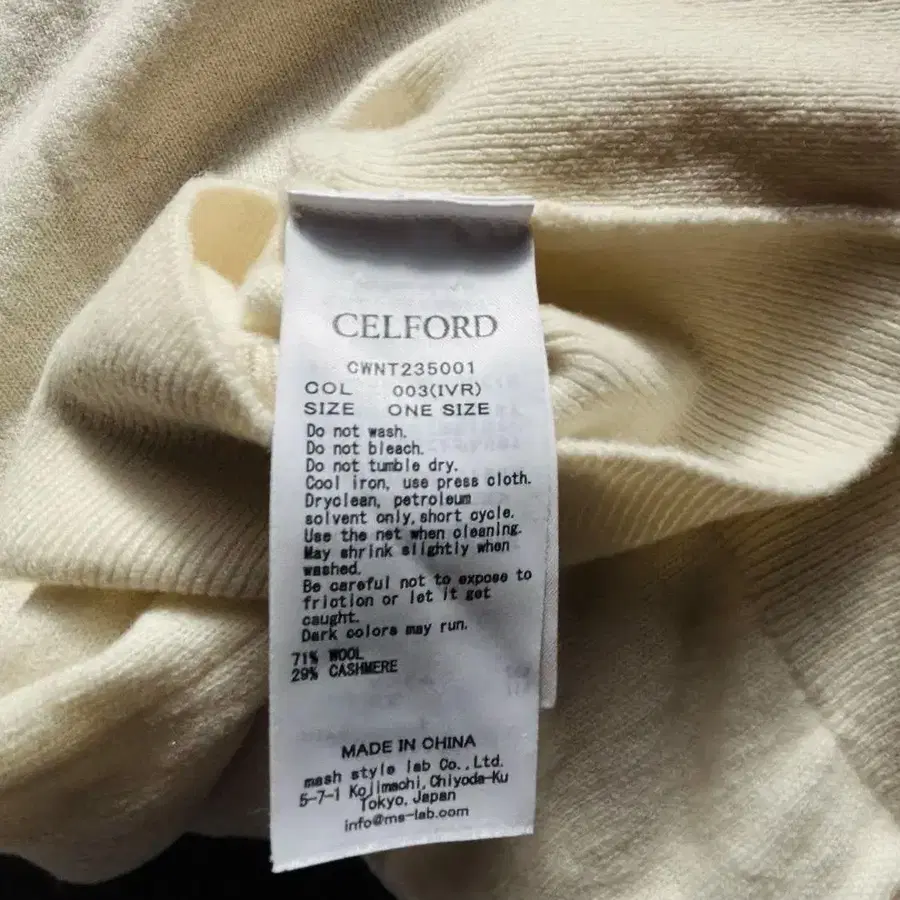 CELFORD
CWNT235001
COL 003(IVR)
SIZE ONE SIZE
Do not wash.
Do not bleach.
Do not tumble dry.
Cool iron, use press cloth.
Dryclean, petroleum
solvent only, short cycle.
Use the net when cleaning.
May shrink slightly when
washed.
Be careful not to expose to
friction or let it get
caught.
Dark colors may run.
71% WOOL
29% CASHMERE
MADE IN CHINA
mash style lab Co.,Ltd.
5-7-1 Kojimachi, Chiyoda-Ku
Tokyo, Japan
info@ms-lab.com